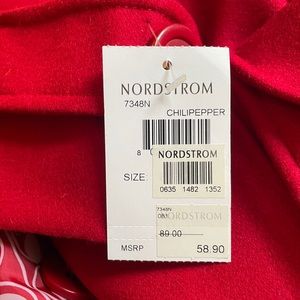 NORDSTROM
7348N
CHILIPEPPER
8
NORDSTROM
SIZE:
0635 1482 1352
7348N
NORDSTROM
89.00
MSRP
58.90